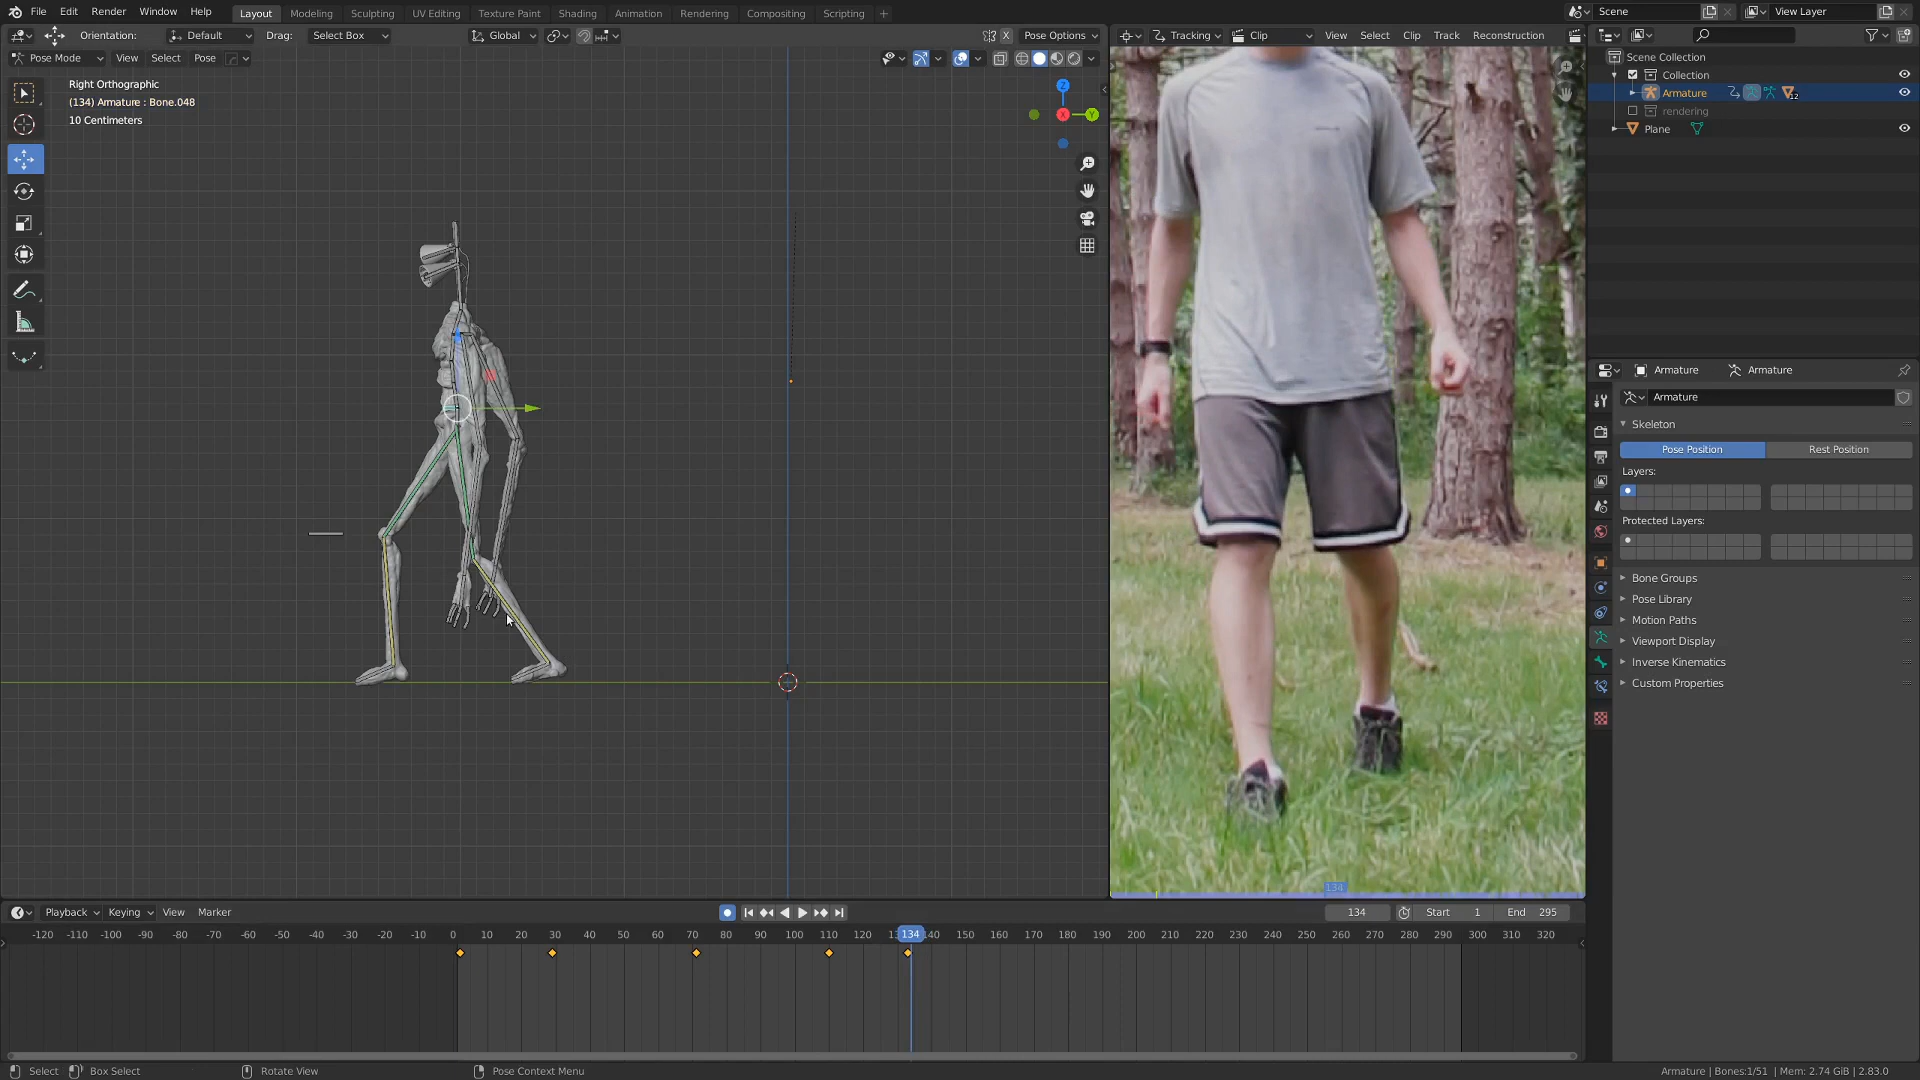 File Edit Render Window Help Layout Modeling Sculpting UV Editing Texture Paint Shading Animation Rendering Compositing Scripting + Scene View Layer
Orientation: Default Drag: Select Box Global X Pose Options Tracking Clip View Select Clip Track Reconstruction
Pose Mode View Select Pose
Right Orthographic
(134) Armature : Bone.048
10 Centimeters
Z
Y
X
Scene Collection
Collection
Armature 12
rendering
Plane
Armature Armature
Armature
Skeleton
Pose Position Rest Position
Layers:
Protected Layers:
Bone Groups
Pose Library
Motion Paths
Viewport Display
Inverse Kinematics
Custom Properties
134
Playback Keying View Marker 134 Start 1 End 295
-120 -110 -100 -90 -80 -70 -60 -50 -40 -30 -20 -10 0 10 20 30 40 50 60 70 80 90 100 110 120 134 140 150 160 170 180 190 200 210 220 230 240 250 260 270 280 290 300 310 320
Select Box Select Rotate View Pose Context Menu Armature | Bones:1/51 | Mem: 2.74 GiB | 2.83.0